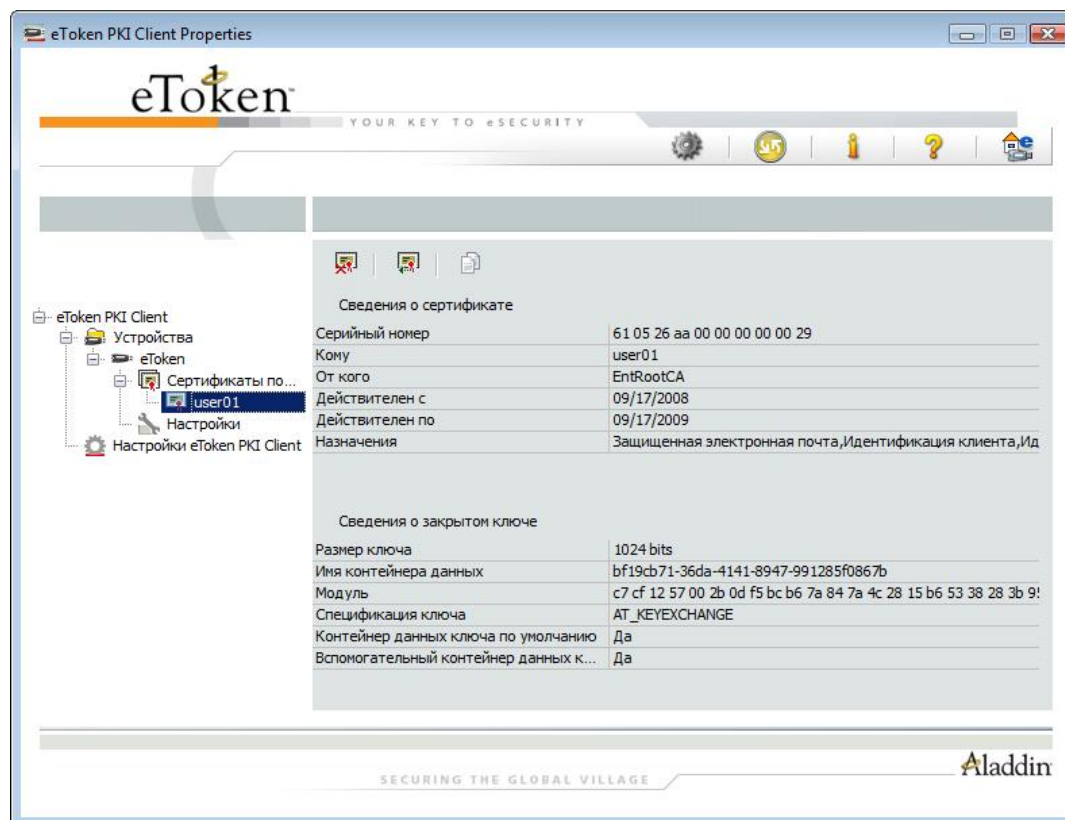 eToken PKI Client Properties
eToken
YOUR KEY TO eSECURITY
Сведения о сертификате
eToken PKI Client
Устройства
eToken
Сертификаты по...
user01
Настройки
Настройки eToken PKI Client
Серийный номер 61 05 26 aa 00 00 00 00 00 29
Кому user01
От кого EntRootCA
Действителен с 09/17/2008
Действителен по 09/17/2009
Назначения Защищенная электронная почта,Идентификация клиента,Ид
Сведения о закрытом ключе
Размер ключа 1024 bits
Имя контейнера данных bf19cb71-36da-4141-8947-991285f0867b
Модуль c7 cf 12 57 00 2b 0d f5 bc b6 7a 84 7a 4c 28 15 b6 53 38 28 3b
Спецификация ключа AT_KEYEXCHANGE
Контейнер данных ключа по умолчанию Да
Вспомогательный контейнер данных к... Да
SECURING THE GLOBAL VILLAGE
Aladdin